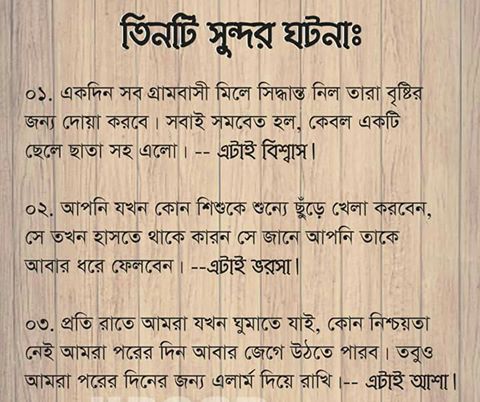 তিনটি সুন্দর ঘটনাঃ
০১. একদিন সব গ্রামবাসী মিলে সিদ্ধান্ত নিল তারা বৃষ্টির
জন্য দোয়া করবে। সবাই সমবেত হল, কেবল একটি
ছেলে ছাতা সহ এলো। -- এটাই বিশ্বাস।
০২. আপনি যখন কোন শিশুকে শুন্যে ছুঁড়ে খেলা করবেন,
সে তখন হাসতে থাকে কারন সে জানে আপনি তাকে
আবার ধরে ফেলবেন। --এটাই ভরসা।
০৩. প্রতি রাতে আমরা যখন ঘুমাতে যাই, কোন নিশ্চয়তা
নেই আমরা পরের দিন আবার জেগে উঠতে পারব। তবুও
আমরা পরের দিনের জন্য এলার্ম দিয়ে রাখি।-- এটাই আশা।